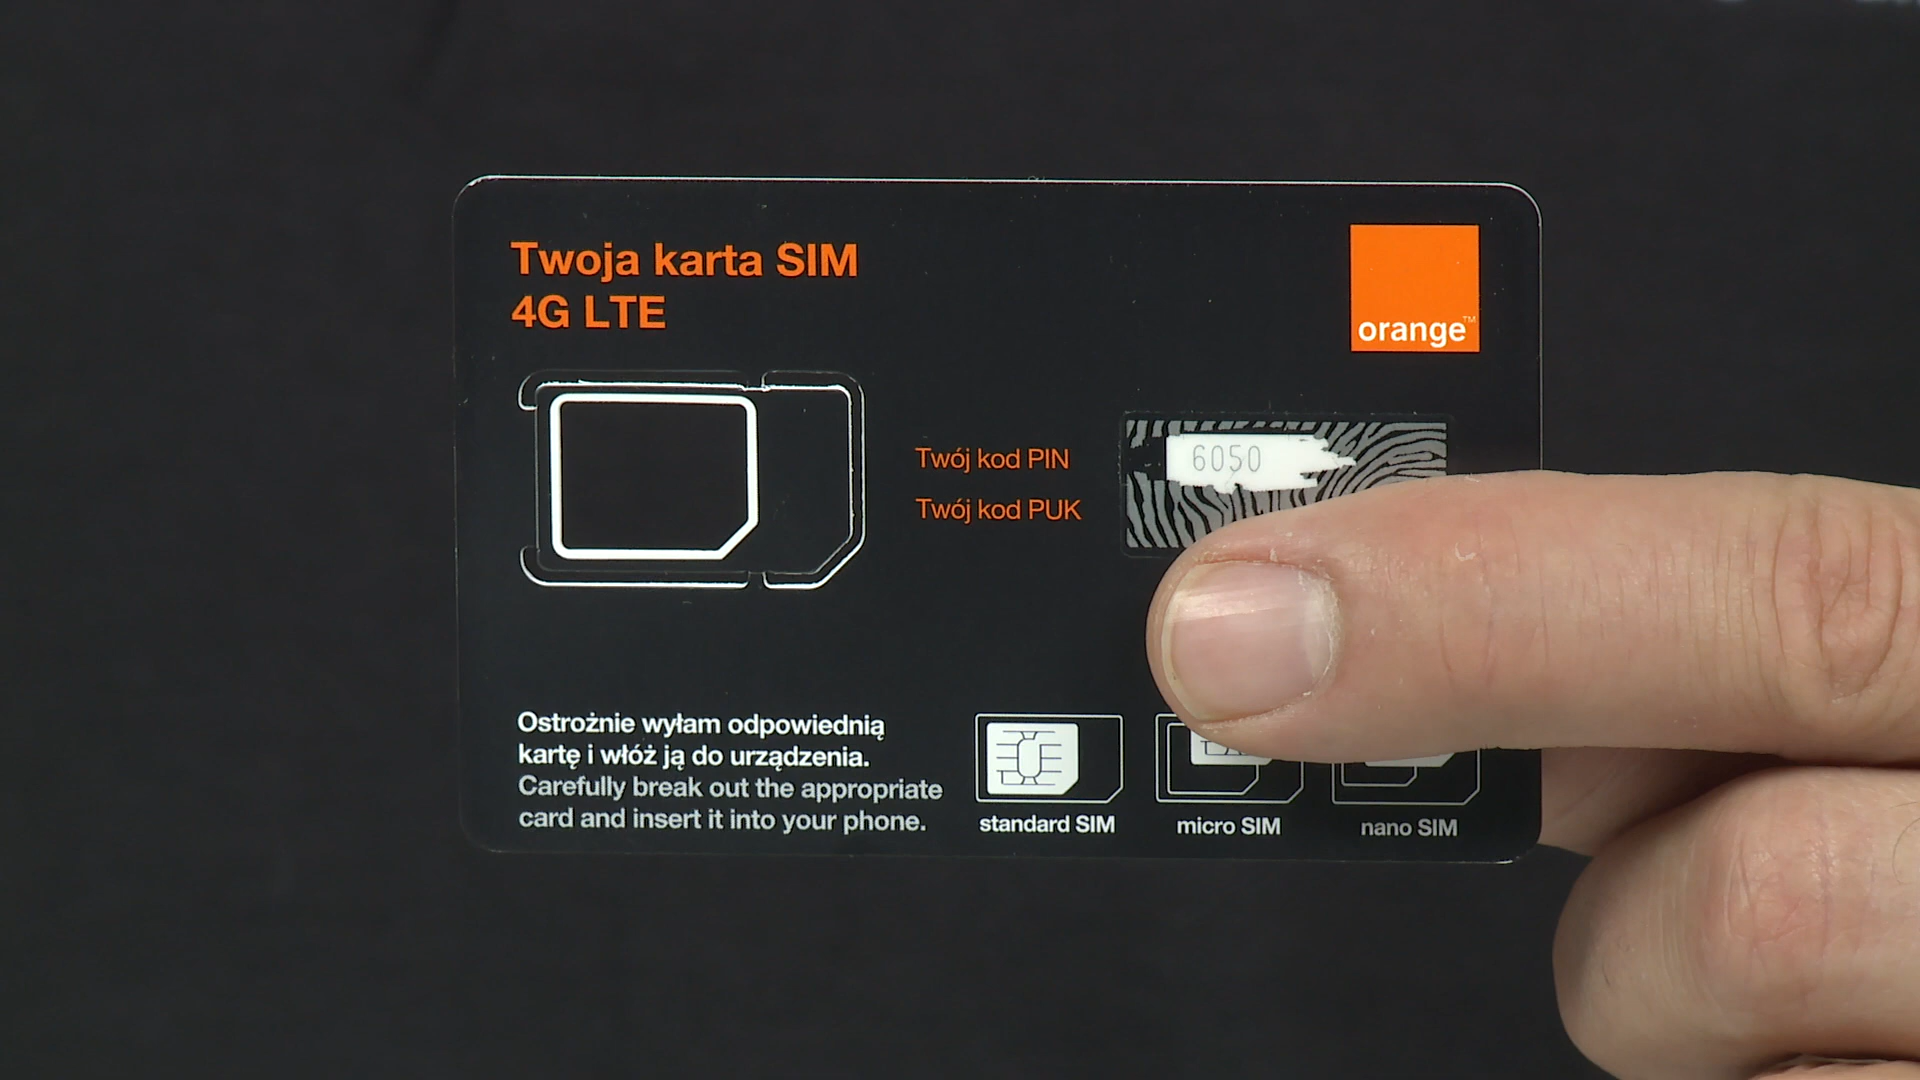 Twoja karta SIM
4G LTE
orange™
Twój kod PIN
6050
Twój kod PUK
Ostrożnie wyłam odpowiednią
kartę i włóż ją do urządzenia.
Carefully break out the appropriate
card and insert it into your phone.
standard SIM
micro SIM
nano SIM